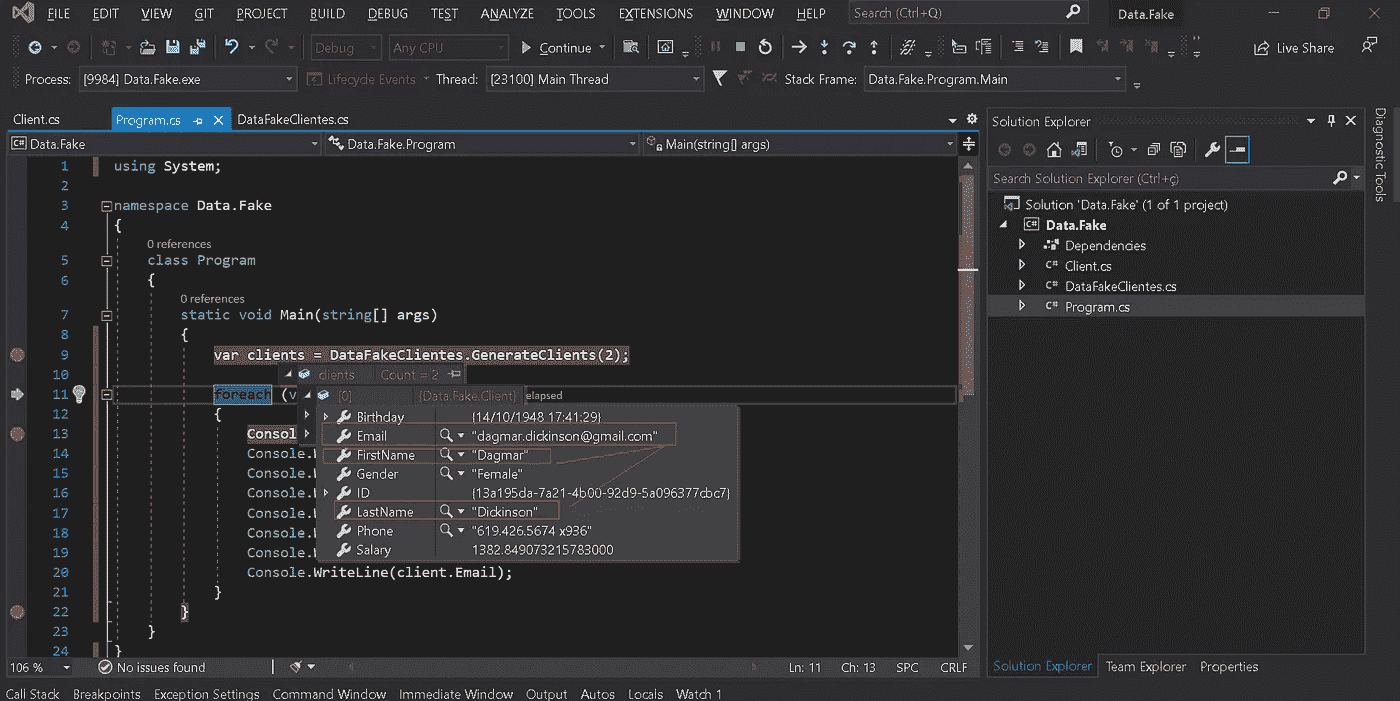 FILE EDIT VIEW GIT PROJECT BUILD DEBUG TEST ANALYZE TOOLS EXTENSIONS WINDOW HELP Search (Ctrl+Q) Data.Fake
Debug Any CPU Continue Live Share
Process: [9984] Data.Fake.exe Lifecycle Events Thread: [23100] Main Thread Stack Frame: Data.Fake.Program.Main
Client.cs Program.cs DataFakeClientes.cs
Data.Fake Data.Fake.Program Main(string[] args)
1 using System;
2
3 namespace Data.Fake
4 {
0 references
5 class Program
6 {
0 references
7 static void Main(string[] args)
8 {
9 var clients = DataFakeClientes.GenerateClients(2);
10 clients Count = 2
11 foreach (v [0] {Data.Fake.Client} elapsed
Birthday {14/10/1948 17:41:29}
12 {
Email "dagmar.dickinson@gmail.com"
13 Consol
FirstName "Dagmar"
14 Console.W
Gender "Female"
15 Console.W
ID {13a195da-7a21-4b00-92d9-5a096377cbc7}
16 Console.W
LastName "Dickinson"
17 Console.W
Phone "619.426.5674 x936"
18 Console.W
Salary 1382.849073215783000
19 Console.W
20 Console.WriteLine(client.Email);
21 }
22 }
23 }
24 }
106 % No issues found Ln: 11 Ch: 13 SPC CRLF
Call Stack Breakpoints Exception Settings Command Window Immediate Window Output Autos Locals Watch 1
Solution Explorer
Search Solution Explorer (Ctrl+ç)
Solution 'Data.Fake' (1 of 1 project)
Data.Fake
Dependencies
Client.cs
DataFakeClientes.cs
Program.cs
Solution Explorer Team Explorer Properties
Diagnostic Tools